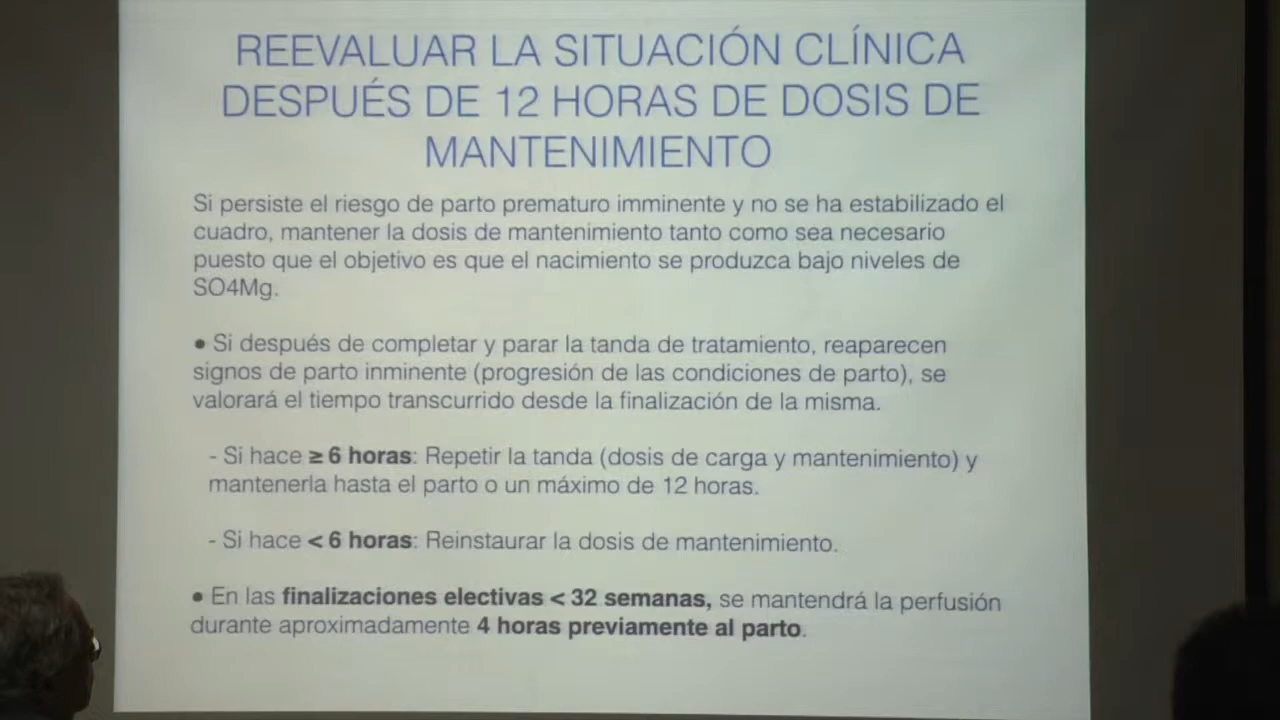 REEVALUAR LA SITUACIÓN CLÍNICA
DESPUÉS DE 12 HORAS DE DOSIS DE
MANTENIMIENTO
Si persiste el riesgo de parto prematuro imminente y no se ha estabilizado el
cuadro, mantener la dosis de mantenimiento tanto como sea necesario
puesto que el objetivo es que el nacimiento se produzca bajo niveles de
SO4Mg.
• Si después de completar y parar la tanda de tratamiento, reaparecen
signos de parto inminente (progresión de las condiciones de parto), se
valorará el tiempo transcurrido desde la finalización de la misma.
- Si hace ≥ 6 horas: Repetir la tanda (dosis de carga y mantenimiento) y
mantenerla hasta el parto o un máximo de 12 horas.
- Si hace < 6 horas: Reinstaurar la dosis de mantenimiento.
• En las finalizaciones electivas < 32 semanas, se mantendrá la perfusión
durante aproximadamente 4 horas previamente al parto.